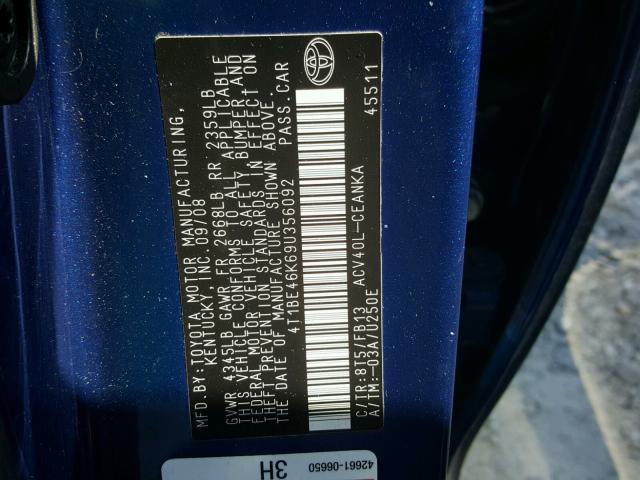 MFD. BY: TOYOTA MOTOR MANUFACTURING,
KENTUCKY, INC. 09/08
GVWR 4345LB GAWR FR 2668LB RR 2359LB
THIS VEHICLE CONFORMS TO ALL APPLICABLE
FEDERAL MOTOR VEHICLE SAFETY, BUMPER AND
THEFT PREVENTION STANDARDS IN EFFECT ON
THE DATE OF MANUFACTURE SHOWN ABOVE.
4T1BE46K69U356092 PASS. CAR
C/TR:8T5/FB13 ACV40L-CEANKA
A/TM:-03A/U250E 45511
42661-06650
3H